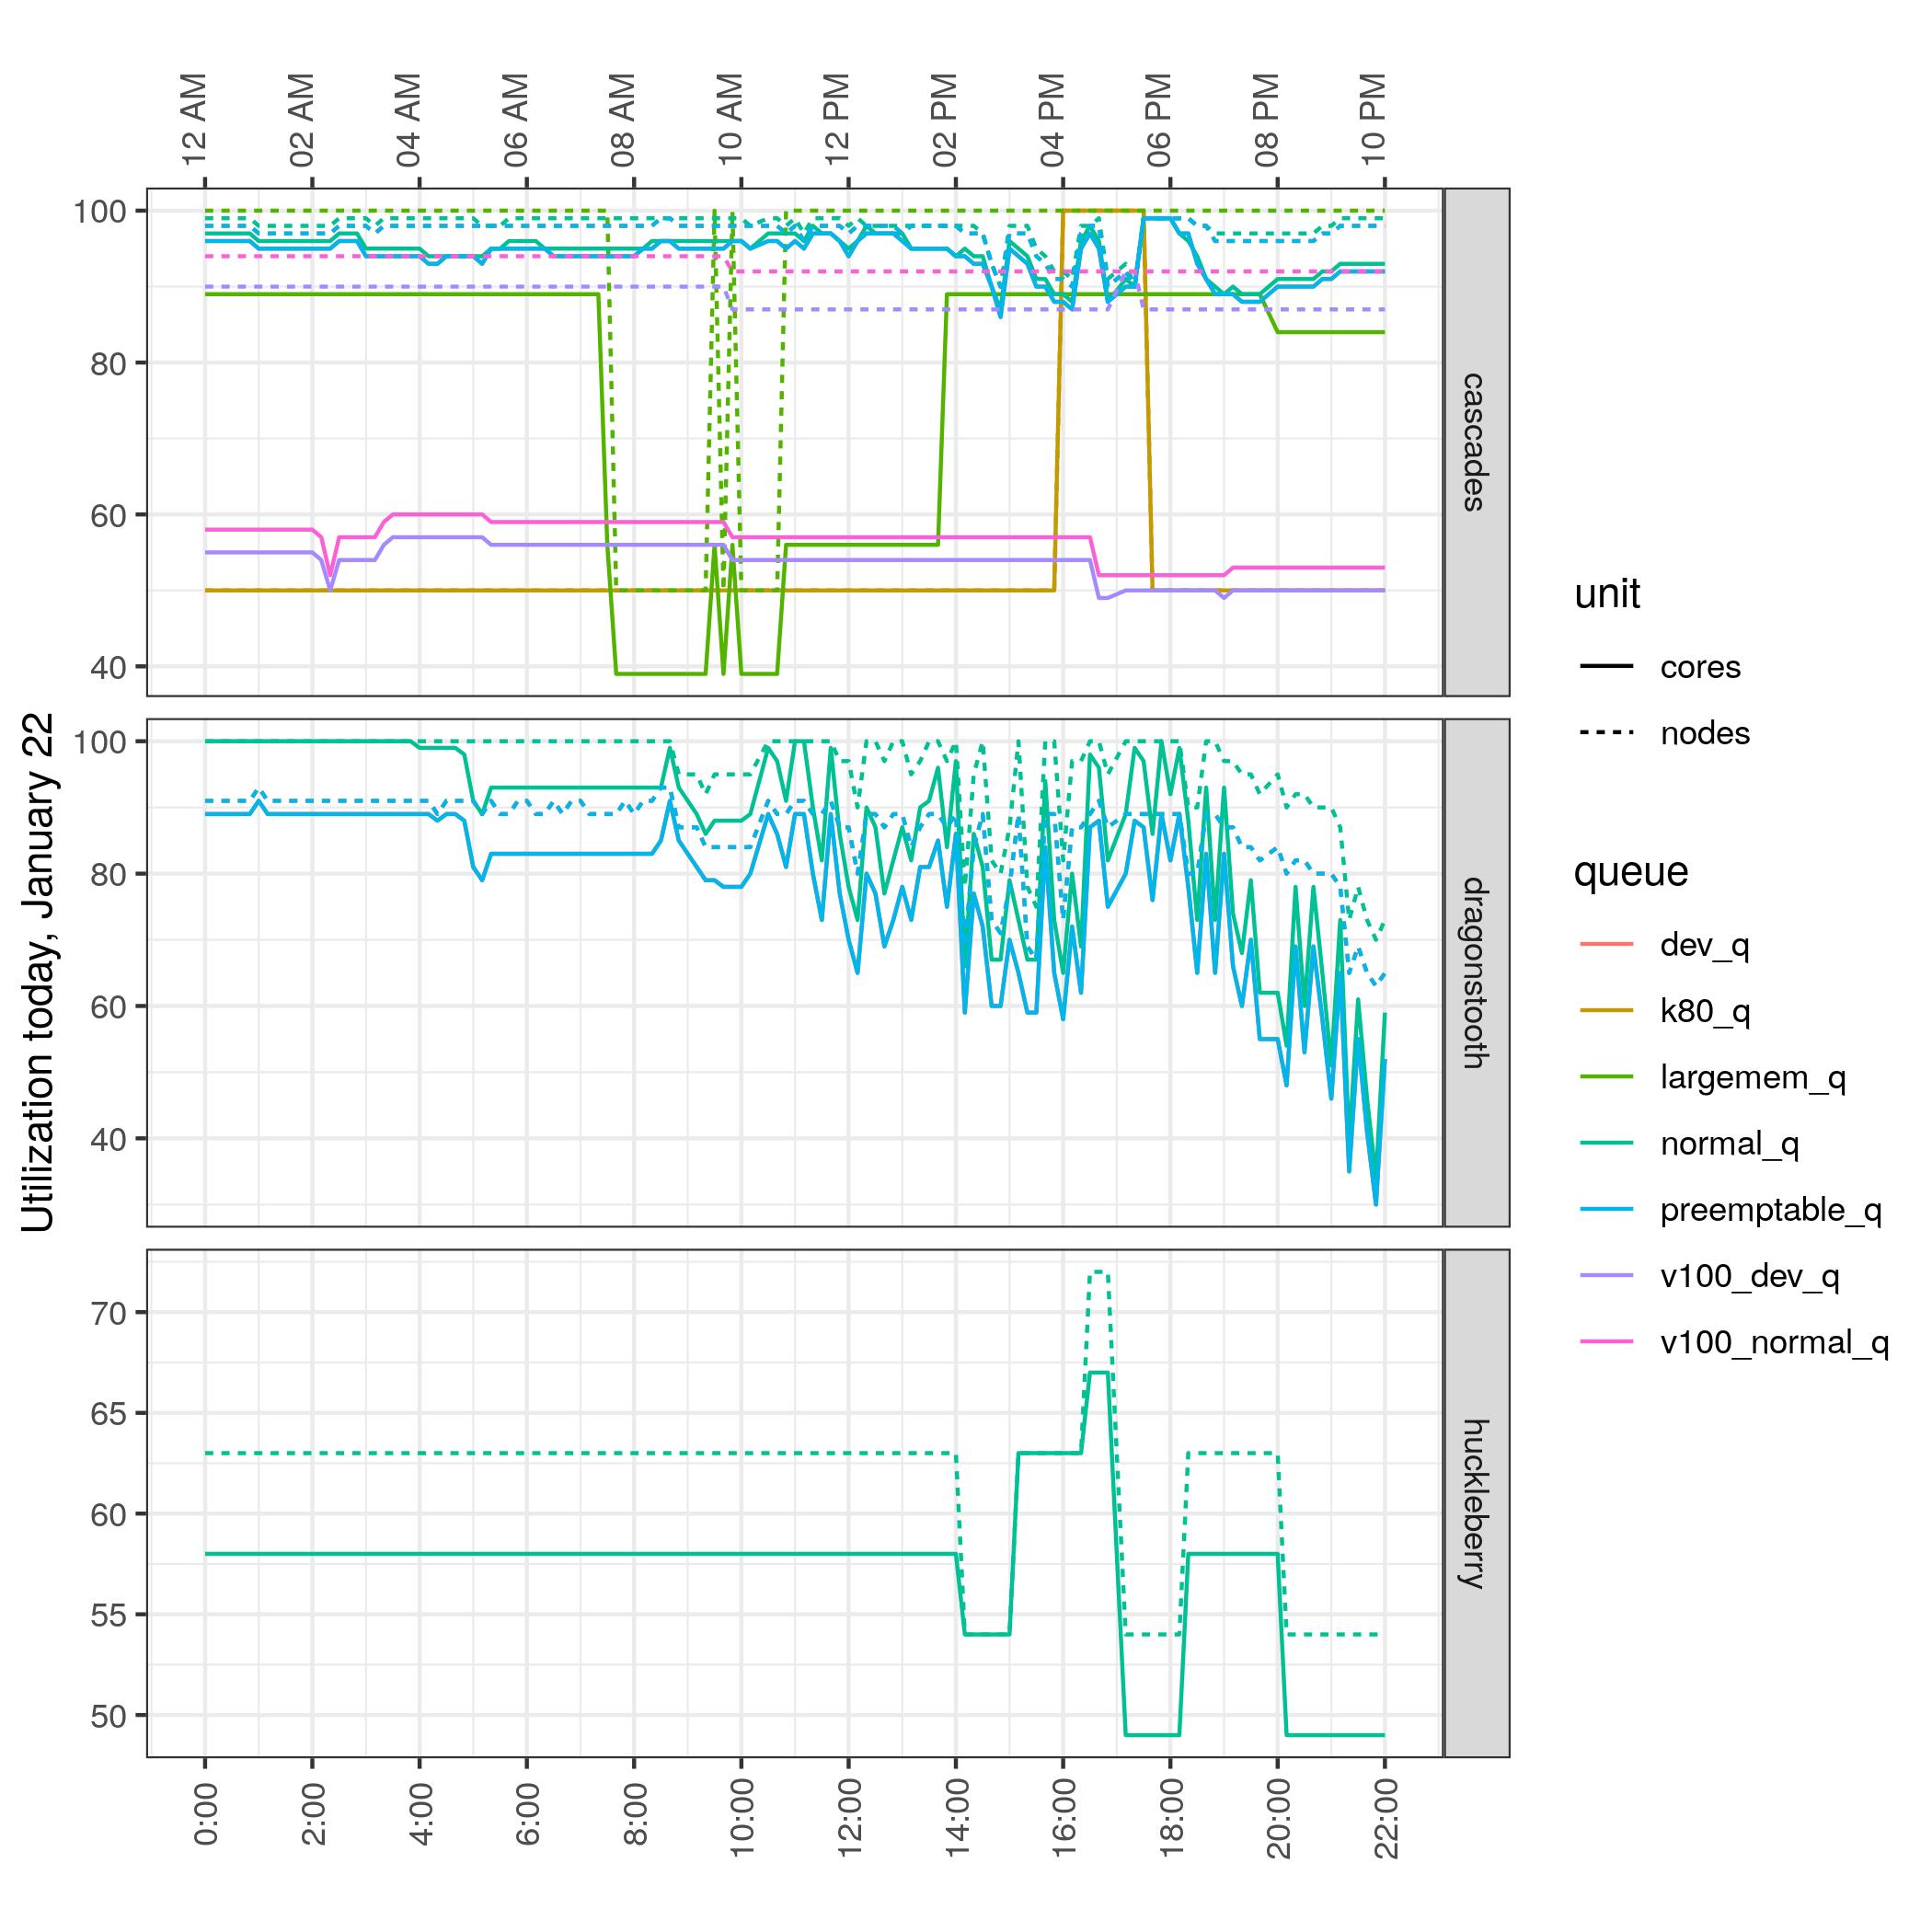 12 AM
02 AM
04 AM
06 AM
08 AM
10 AM
12 PM
02 PM
04 PM
06 PM
08 PM
10 PM
Utilization today, January 22
100
80
60
40
cascades
100
80
60
40
dragonstooth
70
65
60
55
50
huckleberry
0:00
2:00
4:00
6:00
8:00
10:00
12:00
14:00
16:00
18:00
20:00
22:00
unit
cores
nodes
queue
dev_q
k80_q
largemem_q
normal_q
preemptable_q
v100_dev_q
v100_normal_q